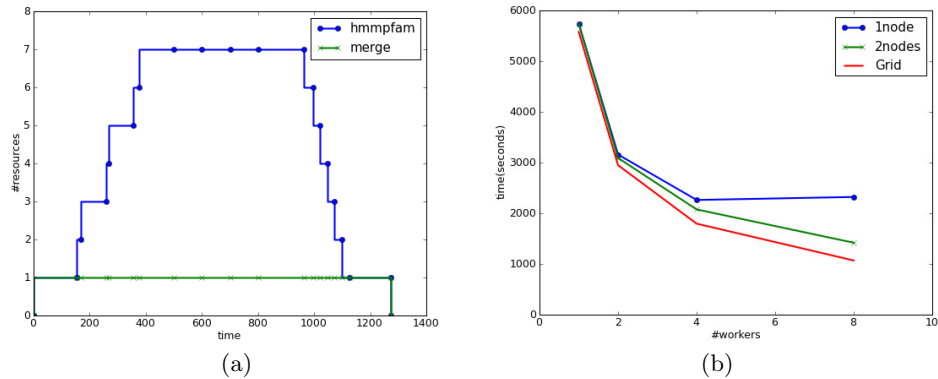 8
7
6
5
4
3
2
1
0
#resources
0
200
400
600
800
1000
1200
1400
time
hmmpfam
merge
(a)
6000
5000
4000
3000
2000
1000
0
time(seconds)
0
2
4
6
8
10
#workers
1node
2nodes
Grid
(b)